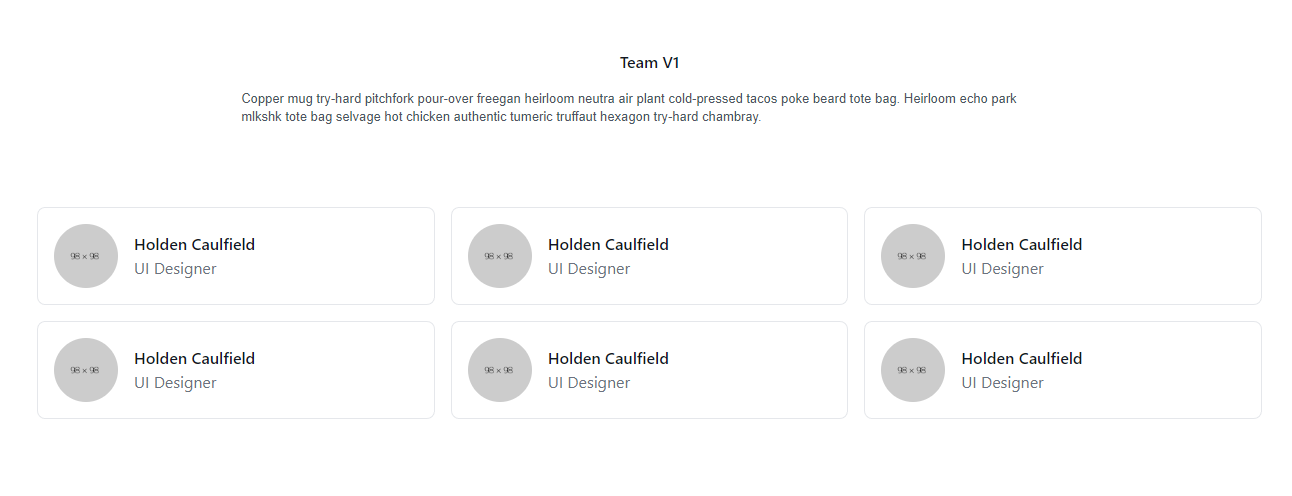 Team V1
Copper mug try-hard pitchfork pour-over freegan heirloom neutra air plant cold-pressed tacos poke beard tote bag. Heirloom echo park
mlkshk tote bag selvage hot chicken authentic tumeric truffaut hexagon try-hard chambray.
98 × 98
Holden Caulfield
UI Designer
98 × 98
Holden Caulfield
UI Designer
98 × 98
Holden Caulfield
UI Designer
98 × 98
Holden Caulfield
UI Designer
98 × 98
Holden Caulfield
UI Designer
98 × 98
Holden Caulfield
UI Designer